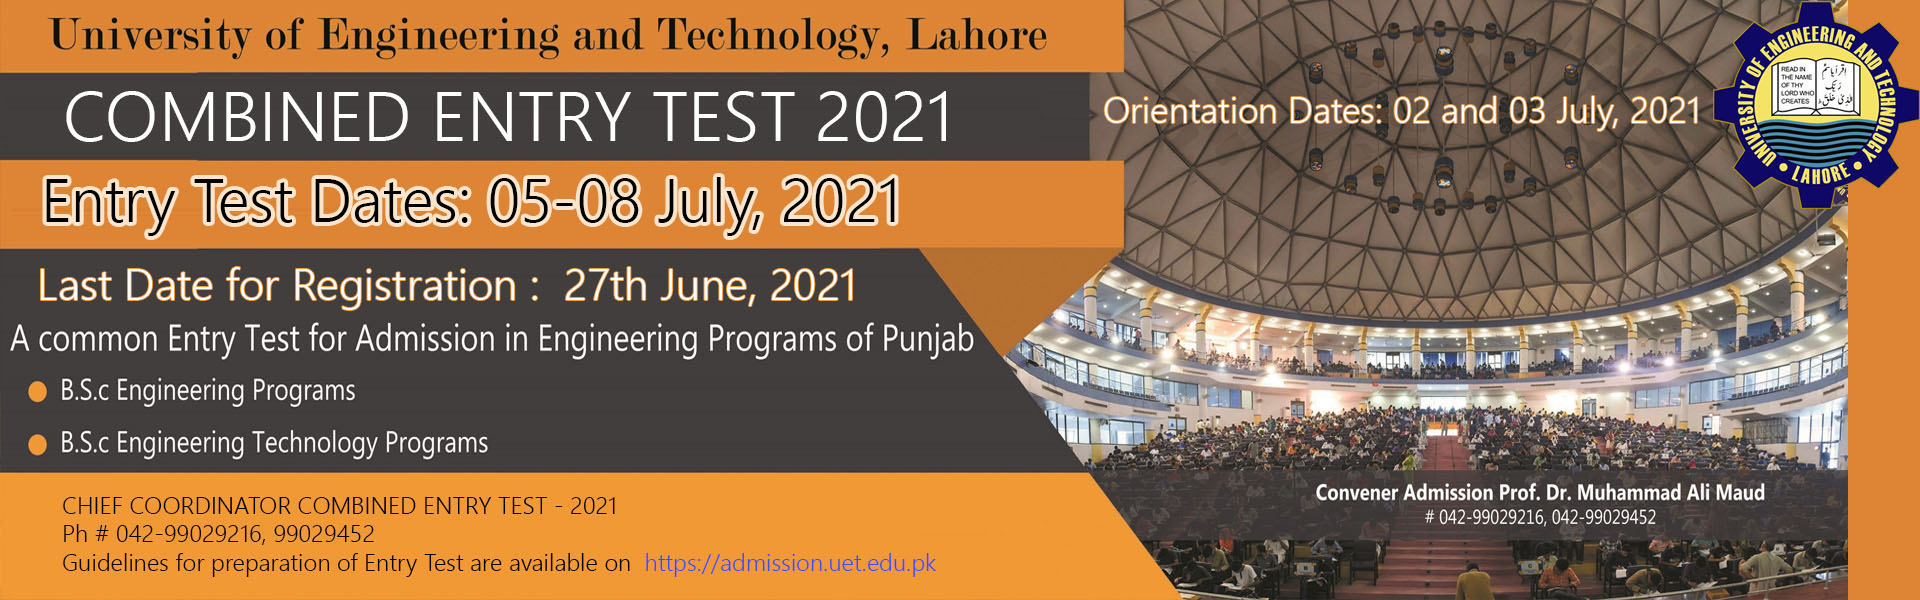 University of Engineering and Technology, Lahore
COMBINED ENTRY TEST 2021
Entry Test Dates: 05-08 July, 2021
Last Date for Registration : 27th June, 2021
A common Entry Test for Admission in Engineering Programs of Punjab
B.S.c Engineering Programs
B.S.c Engineering Technology Programs
CHIEF COORDINATOR COMBINED ENTRY TEST - 2021
Ph # 042-99029216, 99029452
Guidelines for preparation of Entry Test are available on https://admission.uet.edu.pk
Orientation Dates: 02 and 03 July, 2021
UNIVERSITY OF ENGINEERING AND TECHNOLOGY
• LAHORE •
READ IN
THE NAME
OF THY
LORD WHO
CREATES
اقرأ باسم
ربك
الذی خلق
Convener Admission Prof. Dr. Muhammad Ali Maud
# 042-99029216, 042-99029452